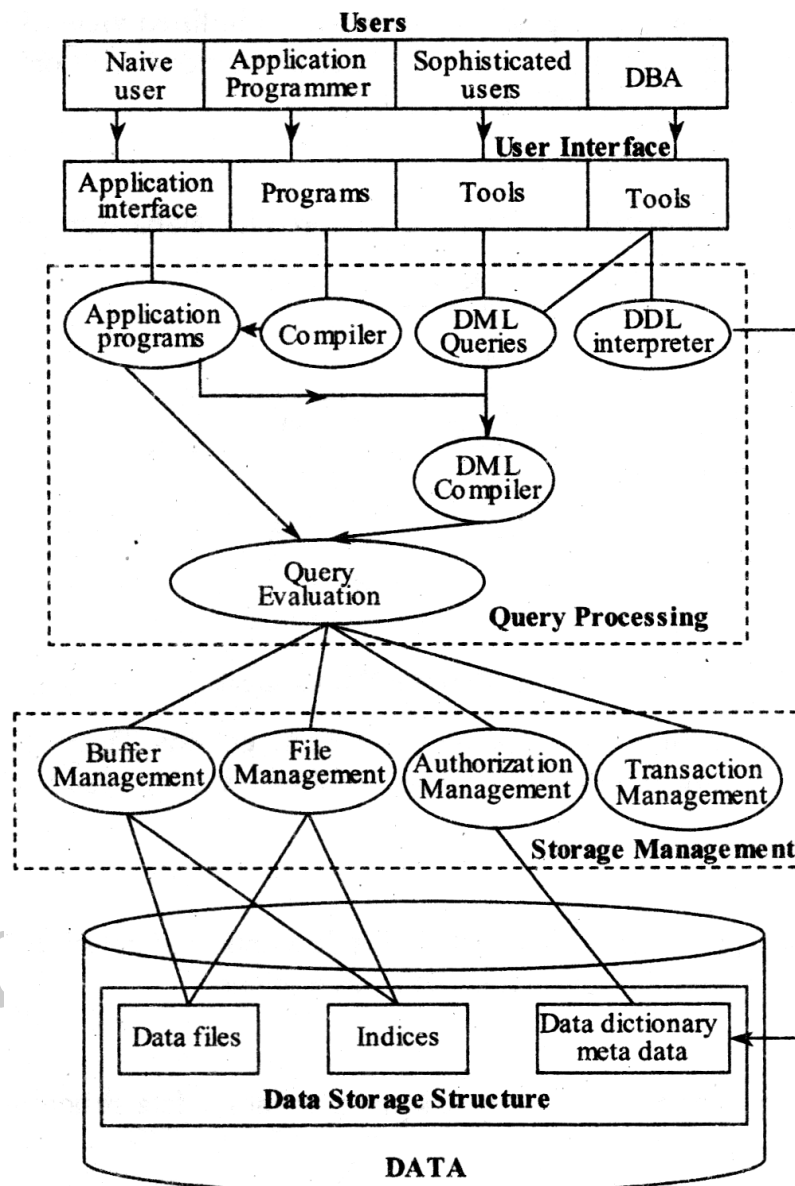 Users
Naive
user
Application
Programmer
Sophisticated
users
DBA
User Interface
Application
interface
Programs
Tools
Tools
Application
programs
Compiler
DML
Queries
DDL
interpreter
DML
Compiler
Query
Evaluation
Query Processing
Buffer
Management
File
Management
Authorization
Management
Transaction
Management
Storage Management
Data files
Indices
Data dictionary
meta data
Data Storage Structure
DATA